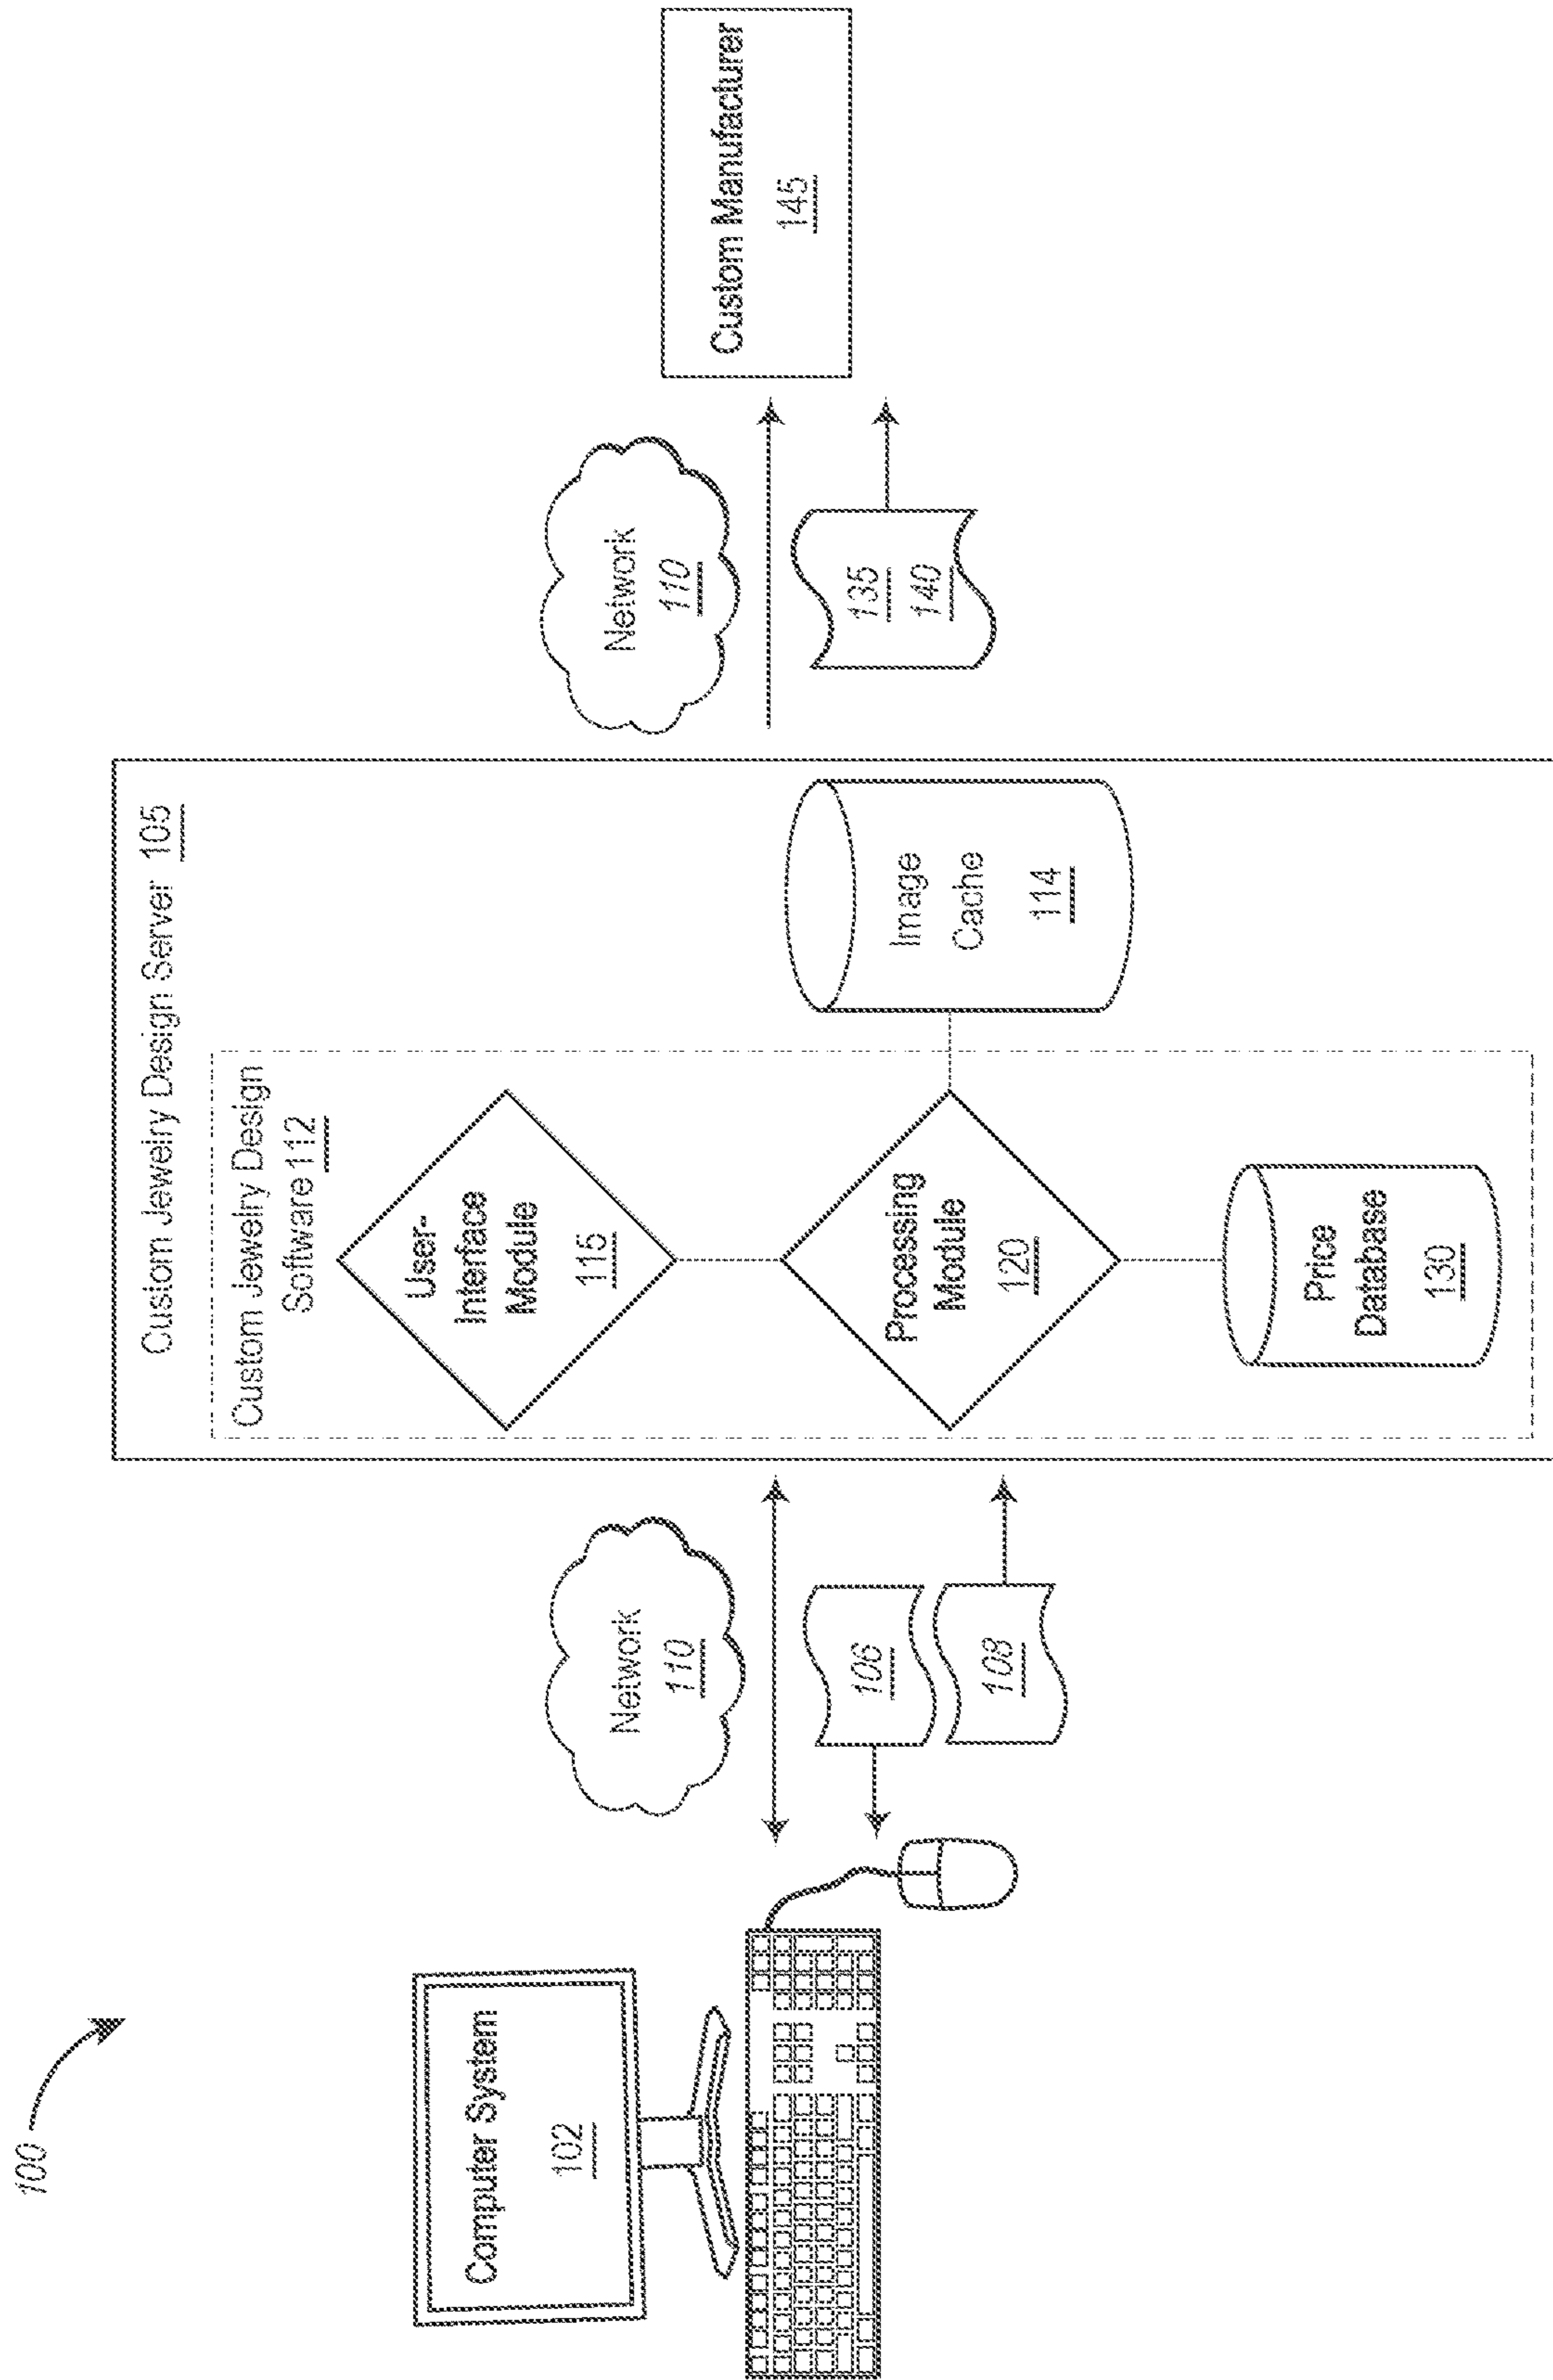 100
Computer System
102
Network
110
106
108
Custom Jewelry Design Server 105
Custom Jewelry Design
Software 112
User-
Interface
Module
115
Processing
Module
120
Price
Database
130
Image
Cache
114
Network
110
135
140
Custom Manufacturer
145